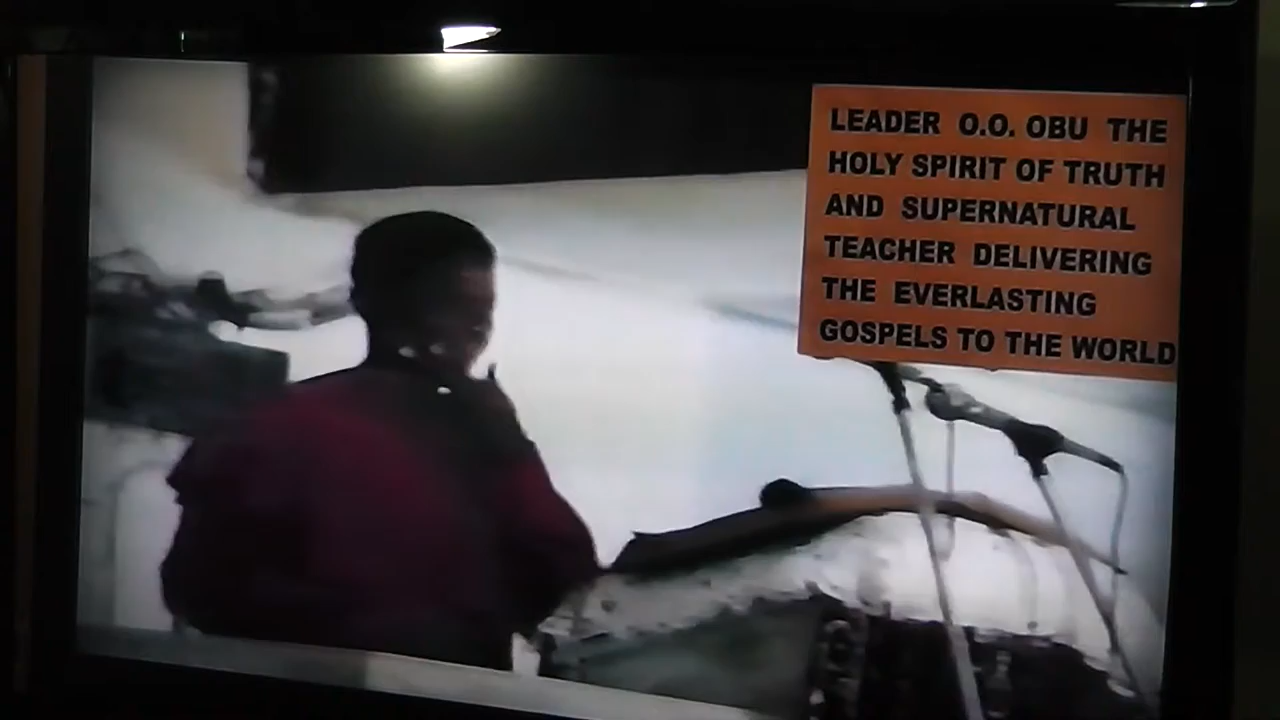 LEADER O.O. OBU THE
HOLY SPIRIT OF TRUTH
AND SUPERNATURAL
TEACHER DELIVERING
THE EVERLASTING
GOSPELS TO THE WORLD